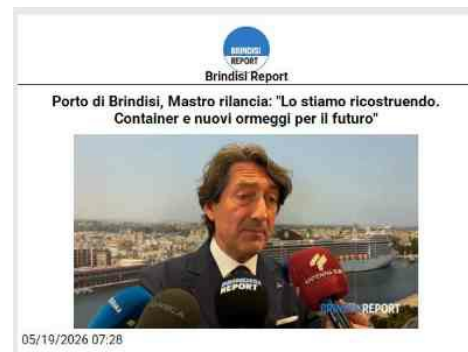 BRINDISI
REPORT
Brindisi Report
Porto di Brindisi, Mastro rilancia: "Lo stiamo ricostruendo.
Container e nuovi ormeggi per il futuro"
REPORT
REPORT
05/19/2026 07:28